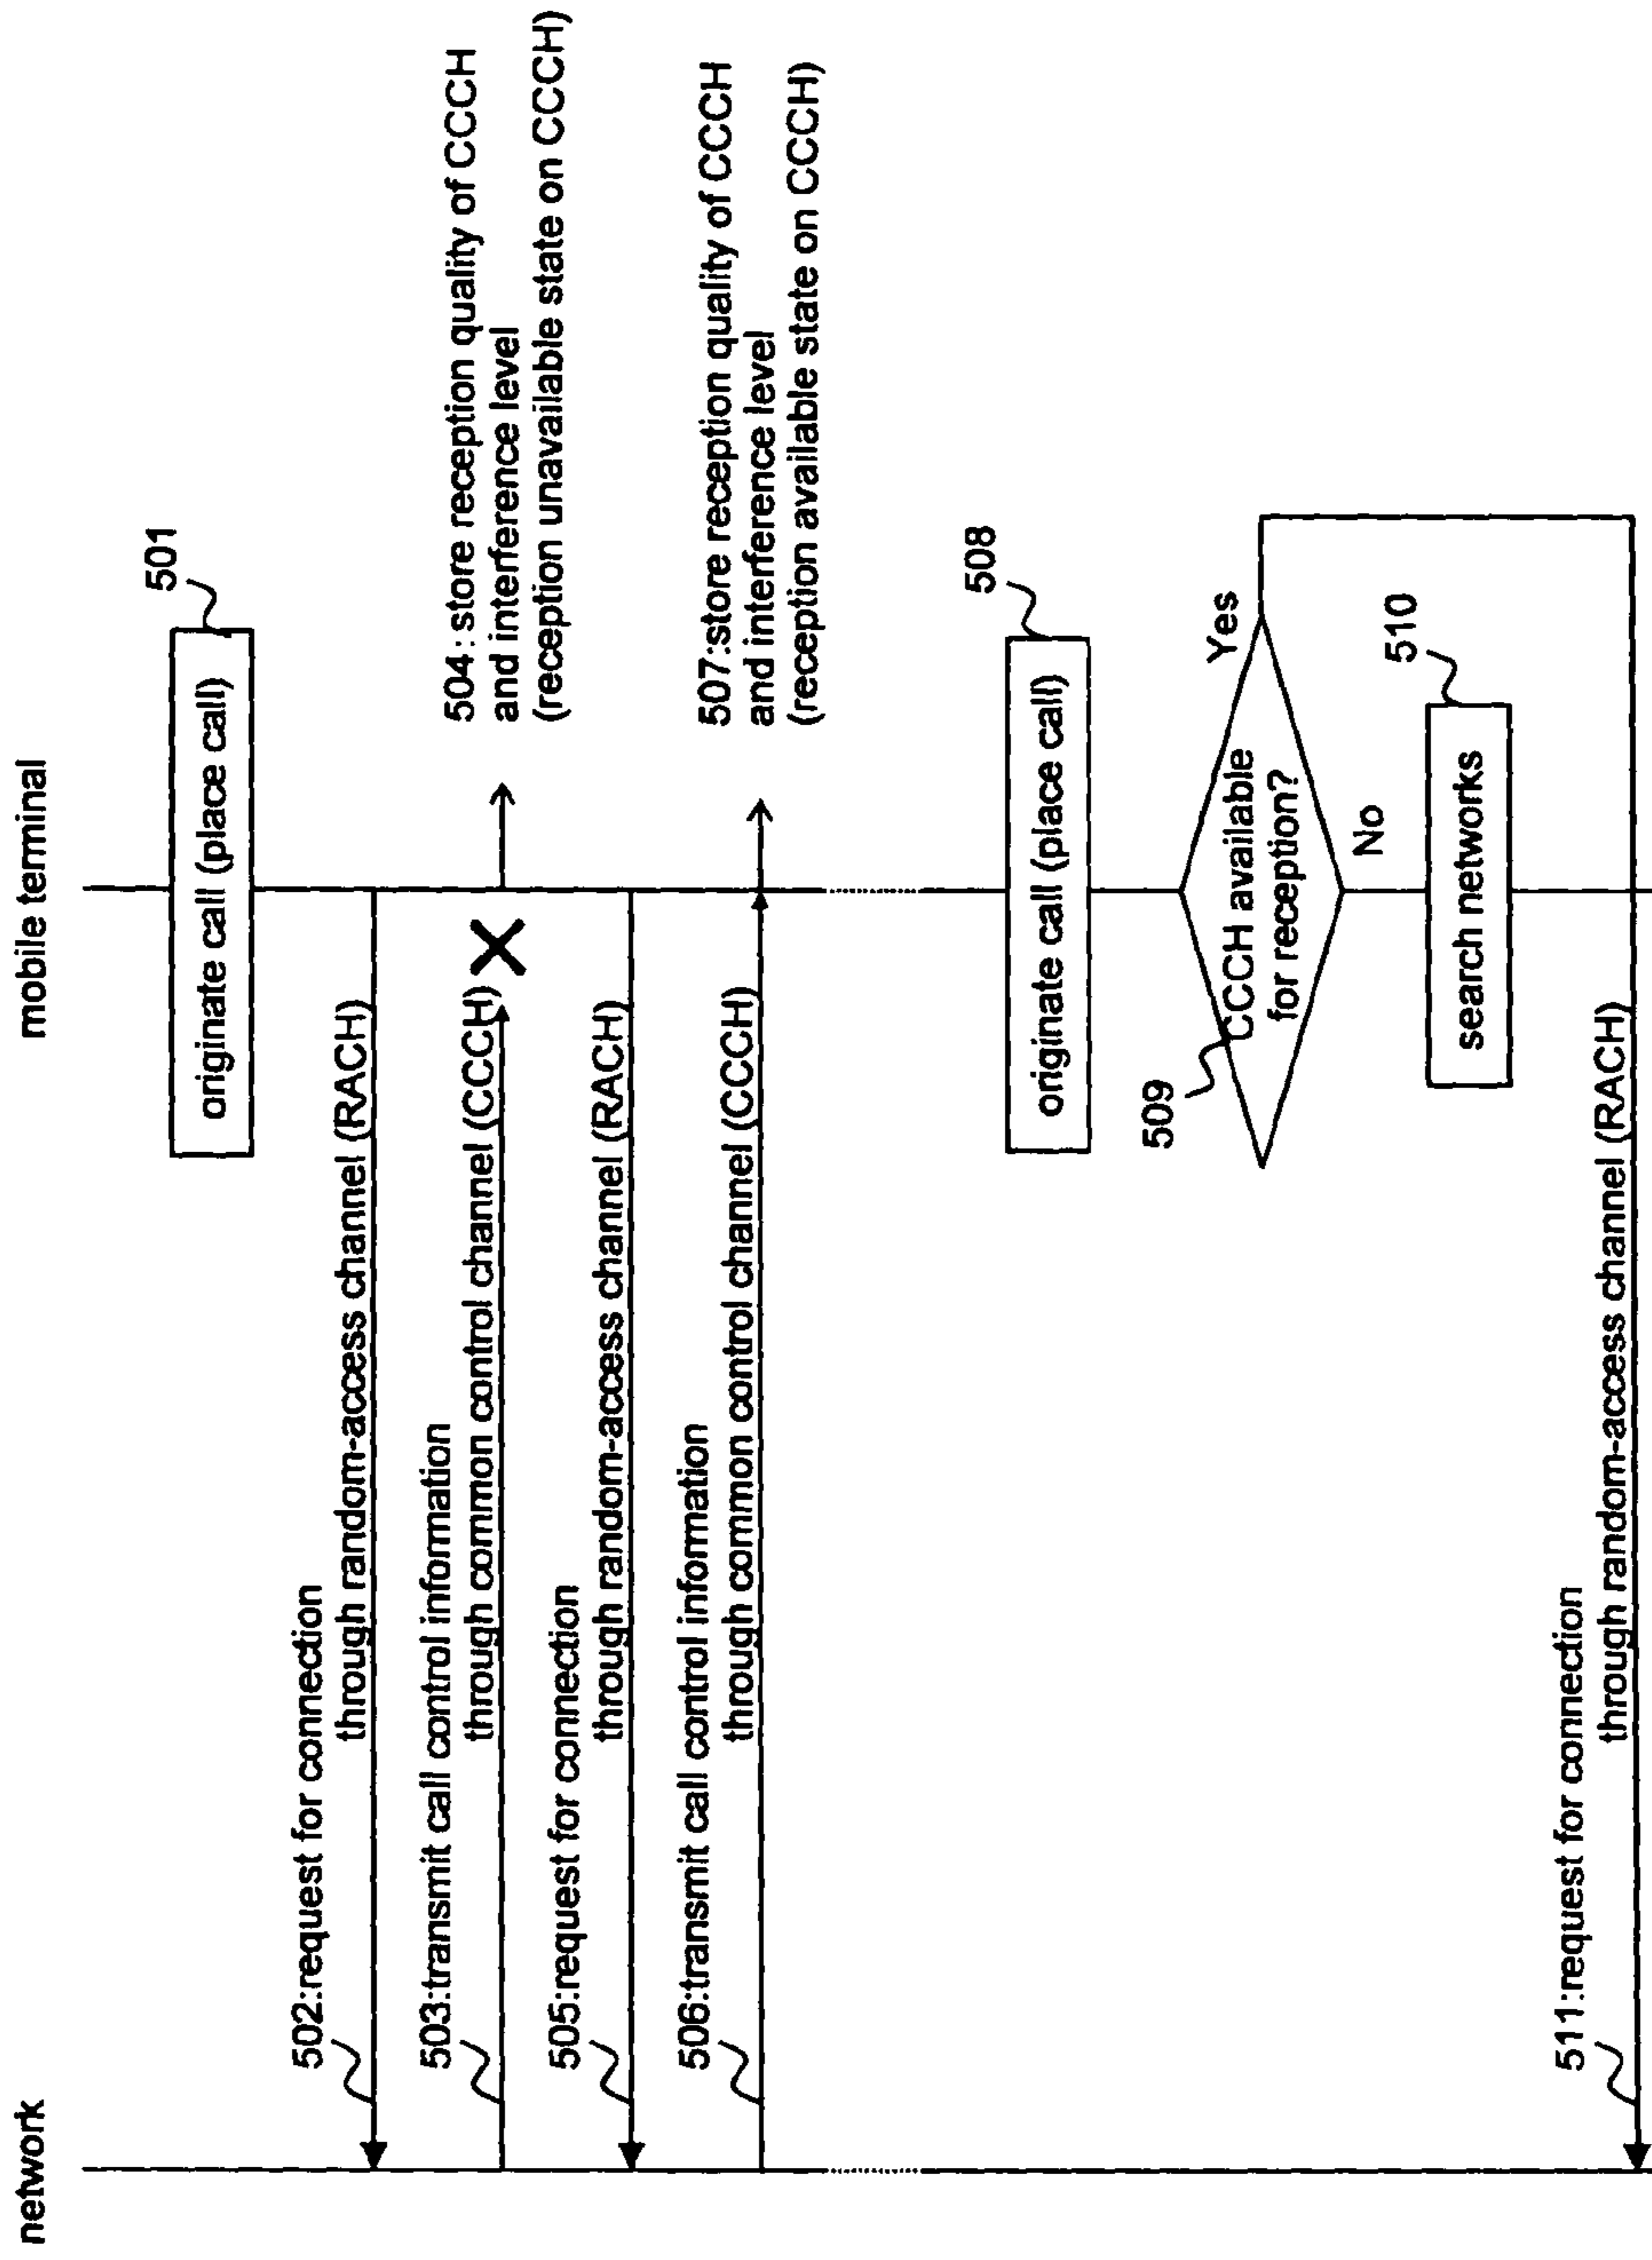 network
mobile terminal
501
originate call (place call)
502:request for connection
through random-access channel (RACH)
503:transmit call control information
through common control channel (CCCH)
504: store reception quality of CCCH
and interference level
(reception unavailable state on CCCH)
505:request for connection
through random-access channel (RACH)
506:transmit call control information
through common control channel (CCCH)
507:store reception quality of CCCH
and interference level
(reception available state on CCCH)
508
originate call (place call)
509
CCCH available
for reception?
Yes
No
510
search networks
511:request for connection
through random-access channel (RACH)